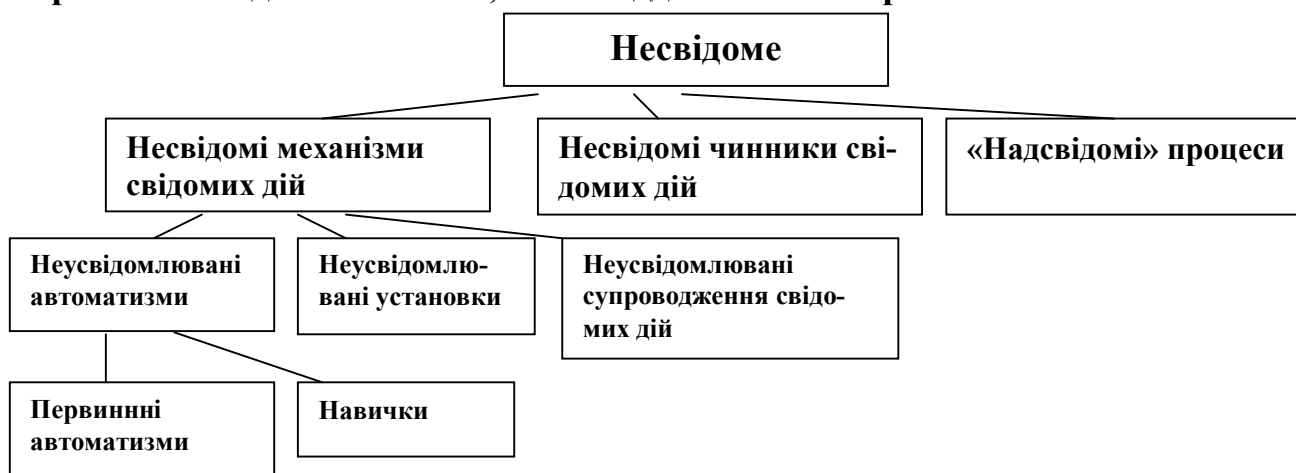 Несвідоме
Несвідомі механізми
свідомих дій
Несвідомі чинники сві-
домих дій
«Надсвідомі» процеси
Неусвідомлювані
автоматизми
Неусвідомлю-
вані установки
Неусвідомлювані
супроводження свідо-
мих дій
Первиннні
автоматизми
Навички